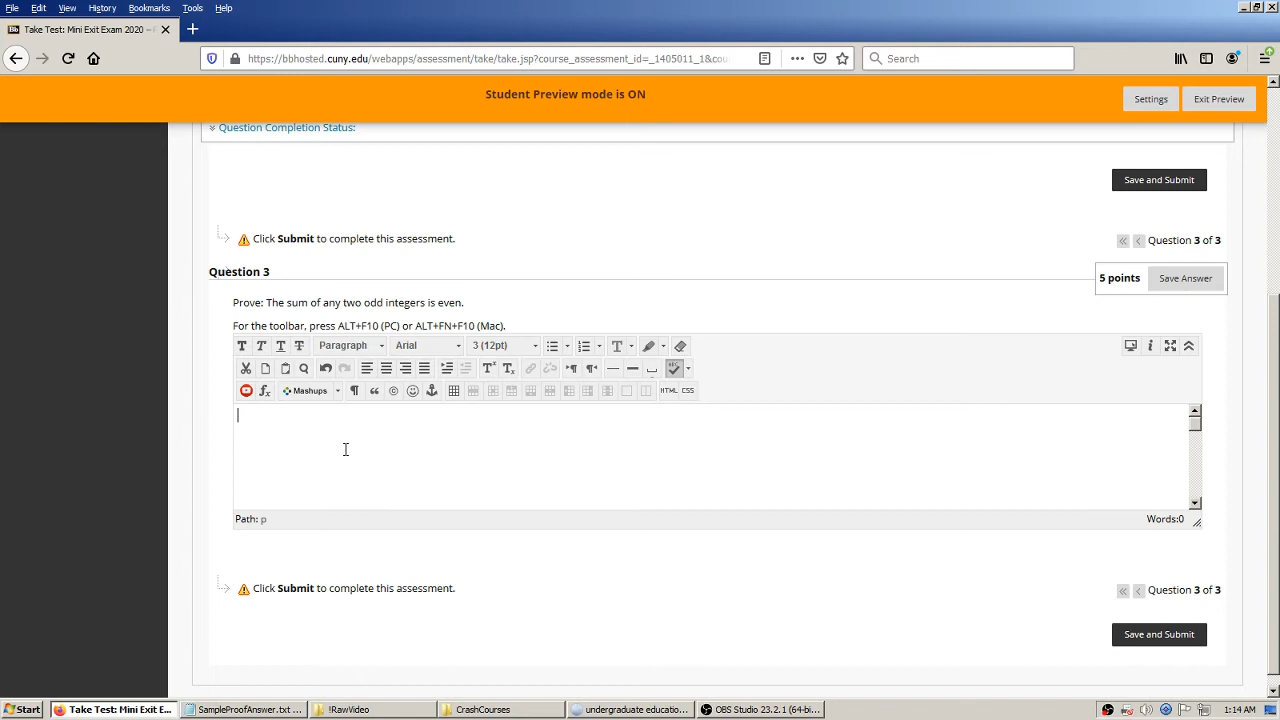 File Edit View History Bookmarks Tools Help
Take Test: Mini Exit Exam 2020 –
https://bbhosted.cuny.edu/webapps/assessment/take/take.jsp?course_assessment_id=_1405011_1&cou
Search
Student Preview mode is ON
Settings
Exit Preview
Question Completion Status:
Save and Submit
Click Submit to complete this assessment.
Question 3 of 3
Question 3
5 points
Save Answer
Prove: The sum of any two odd integers is even.
For the toolbar, press ALT+F10 (PC) or ALT+FN+F10 (Mac).
T T T T Paragraph Arial 3 (12pt) T
Mashups HTML CSS
Path: p
Words:0
Click Submit to complete this assessment.
Question 3 of 3
Save and Submit
Start Take Test: Mini Exit E... SampleProofAnswer.txt ... !RawVideo CrashCourses undergraduate educatio... OBS Studio 23.2.1 (64-bi... 1:14 AM